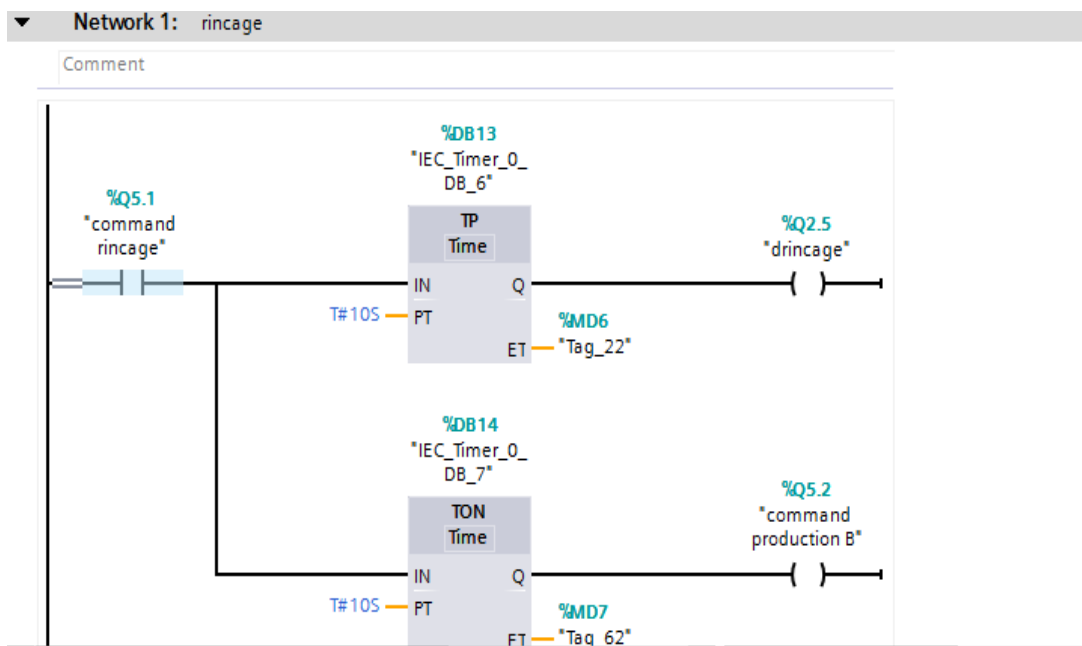 Network 1: rincage
Comment
%DB13
"IEC_Timer_0_
DB_6"
%Q5.1
"command
rincage"
TP
Time
%Q2.5
"drincage"
IN
Q
T#10S
PT
%MD6
ET
"Tag_22"
%DB14
"IEC_Timer_0_
DB_7"
TON
Time
%Q5.2
"command
production B"
IN
Q
T#10S
PT
%MD7
ET
"Tag_62"